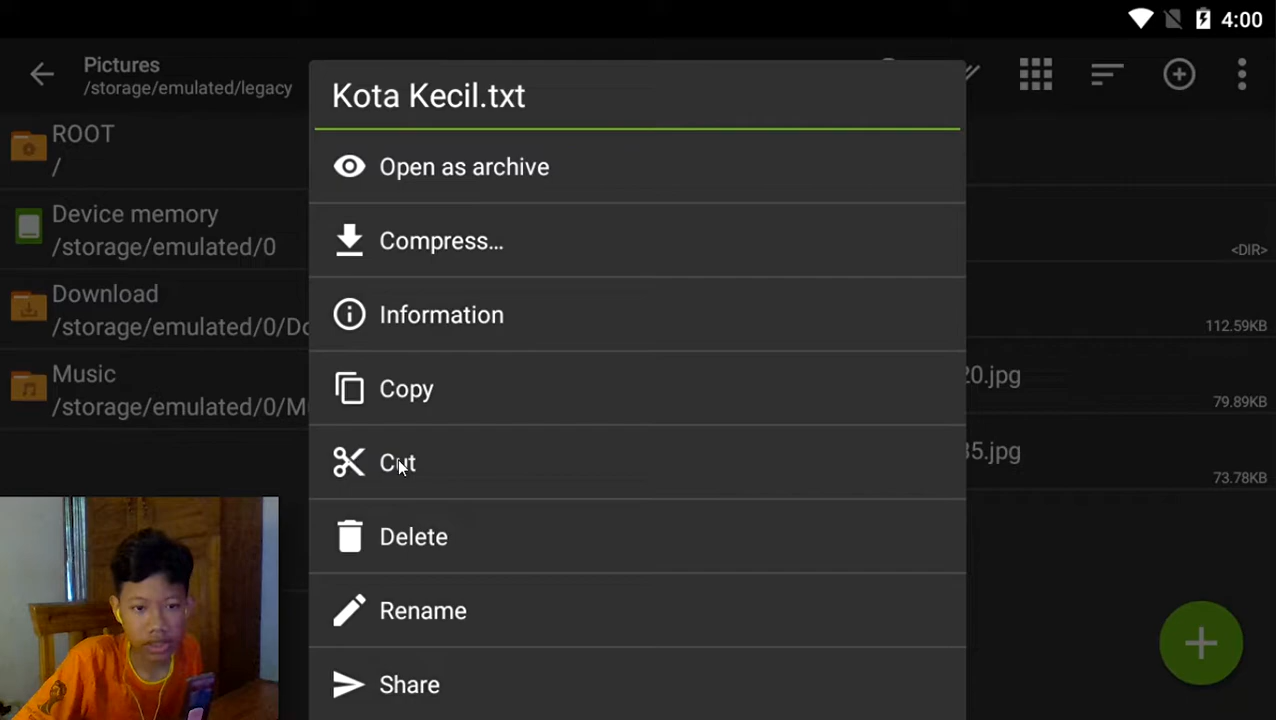 4:00
Pictures
/storage/emulated/legacy
ROOT
/
Device memory
/storage/emulated/0
Download
/storage/emulated/0/Do
Music
/storage/emulated/0/M
Kota Kecil.txt
Open as archive
Compress...
Information
Copy
Cut
Delete
Rename
Share
<DIR>
112.59KB
20.jpg
79.89KB
35.jpg
73.78KB